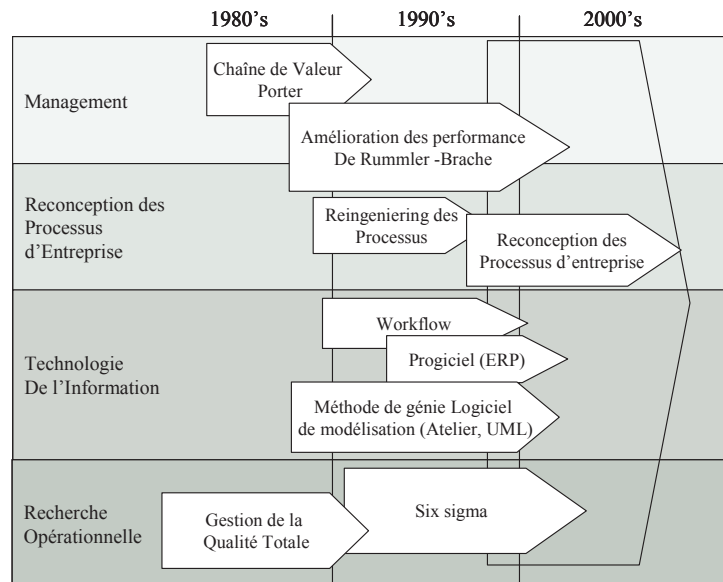 1980's 1990's 2000's
Management
Chaîne de Valeur
Porter
Amélioration des performance
De Rummler -Brache
Reconception des
Processus
d'Entreprise
Reingeniering des
Processus
Reconception des
Processus d'entreprise
Technologie
De l'Information
Workflow
Progiciel (ERP)
Méthode de génie Logiciel
de modélisation (Atelier, UML)
Recherche
Opérationnelle
Gestion de la
Qualité Totale
Six sigma